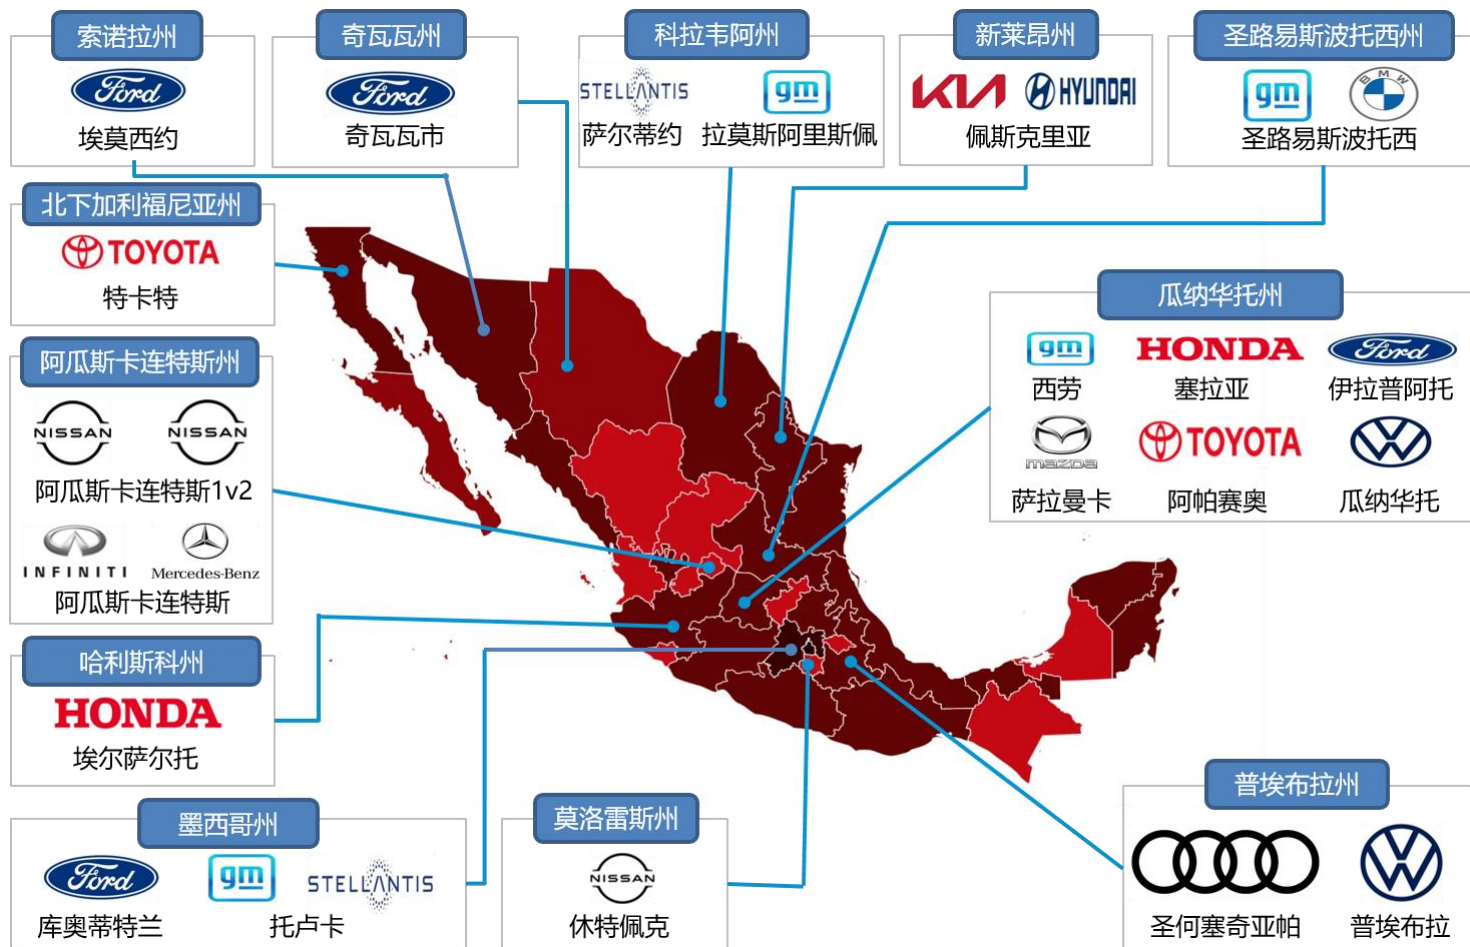 索诺拉州
Ford
埃莫西约
奇瓦瓦州
Ford
奇瓦瓦市
科拉韦阿州
STELLANTIS gm
萨尔蒂约 拉莫斯阿里斯佩
新莱昂州
KIA HYUNDAI
佩斯克里亚
圣路易斯波托西州
gm BMW
圣路易斯波托西
北下加利福尼亚州
TOYOTA
特卡特
阿瓜斯卡连特斯州
NISSAN NISSAN
阿瓜斯卡连特斯1v2
INFINITI Mercedes-Benz
阿瓜斯卡连特斯
瓜纳华托州
gm HONDA Ford
西劳 塞拉亚 伊拉普阿托
mazda TOYOTA
萨拉曼卡 阿帕赛奥 瓜纳华托
哈利斯科州
HONDA
埃尔萨尔托
墨西哥州
Ford gm STELLANTIS
库奥蒂特兰 托卢卡
莫洛雷斯州
NISSAN
休特佩克
普埃布拉州
圣何塞奇亚帕 普埃布拉